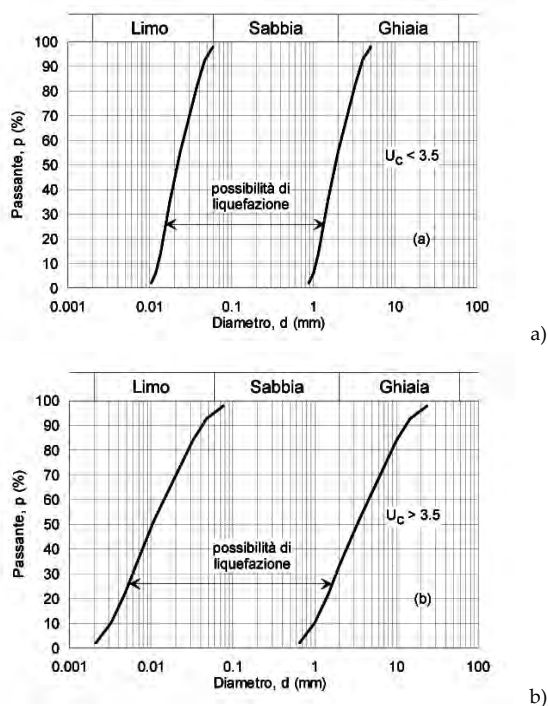 Limo Sabbia Ghiaia
100
90
80
70
60
50
40
30
20
10
0
Passante, p (%)
U_C < 3.5
possibilità di
liquefazione
(a)
0.001 0.01 0.1 1 10 100
Diametro, d (mm)
a)
Limo Sabbia Ghiaia
100
90
80
70
60
50
40
30
20
10
0
Passante, p (%)
U_C > 3.5
possibilità di
liquefazione
(b)
0.001 0.01 0.1 1 10 100
Diametro, d (mm)
b)